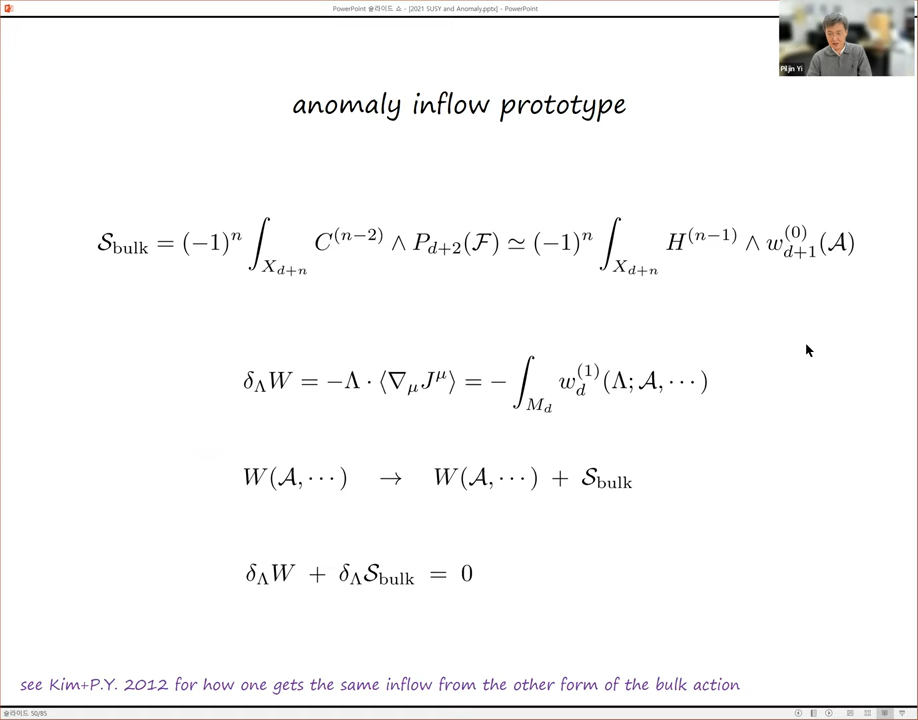 PowerPoint 슬라이드 쇼 - [2021 SUSY and Anomaly.pptx] - PowerPoint
Piljin Yi
anomaly inflow prototype
𝒮_bulk = (−1)^n ∫_{X_{d+n}} C^{(n−2)} ∧ P_{d+2}(ℱ) ≃ (−1)^n ∫_{X_{d+n}} H^{(n−1)} ∧ w_{d+1}^{(0)}(𝒜)
δ_Λ W = −Λ · ⟨∇_μ J^μ⟩ = − ∫_{M_d} w_d^{(1)}(Λ; 𝒜, ⋯)
W(𝒜, ⋯) → W(𝒜, ⋯) + 𝒮_bulk
δ_Λ W + δ_Λ 𝒮_bulk = 0
see Kim+P.Y. 2012 for how one gets the same inflow from the other form of the bulk action
슬라이드 50/85